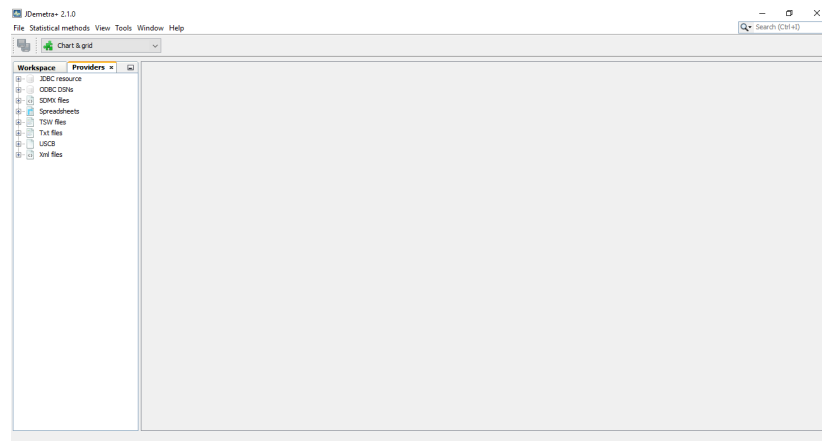 JDemetra+ 2.1.0
File Statistical methods View Tools Window Help
Search (Ctrl+I)
Chart & grid
Workspace Providers
JDBC resource
ODBC DSNs
SDMX files
Spreadsheets
TSW files
Txt files
USCB
Xml files